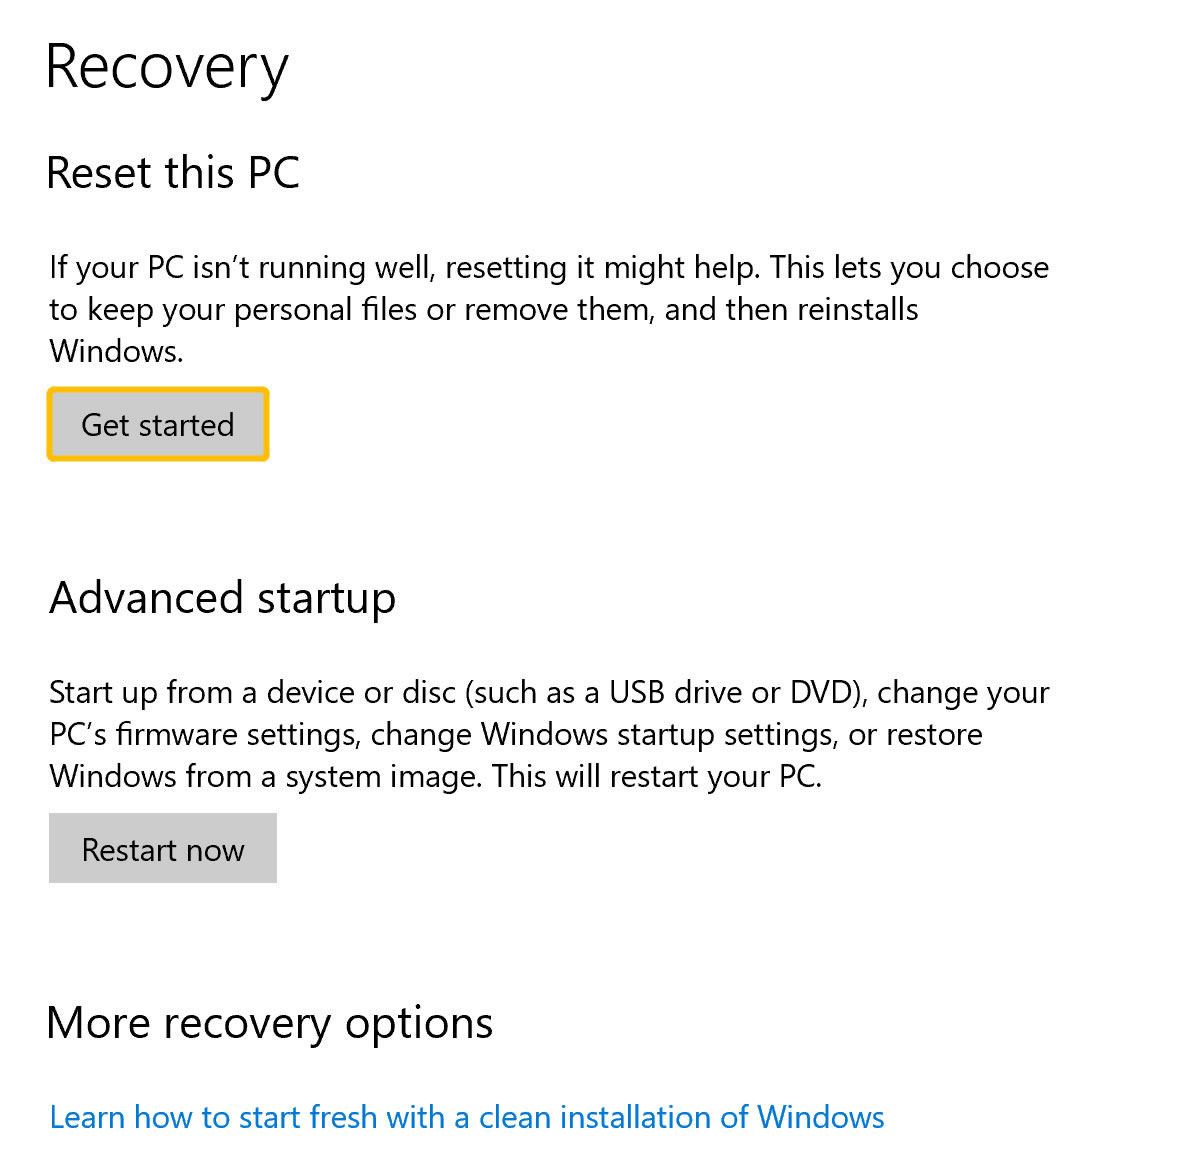 Recovery
Reset this PC
If your PC isn’t running well, resetting it might help. This lets you choose
to keep your personal files or remove them, and then reinstalls
Windows.
Get started
Advanced startup
Start up from a device or disc (such as a USB drive or DVD), change your
PC’s firmware settings, change Windows startup settings, or restore
Windows from a system image. This will restart your PC.
Restart now
More recovery options
Learn how to start fresh with a clean installation of Windows